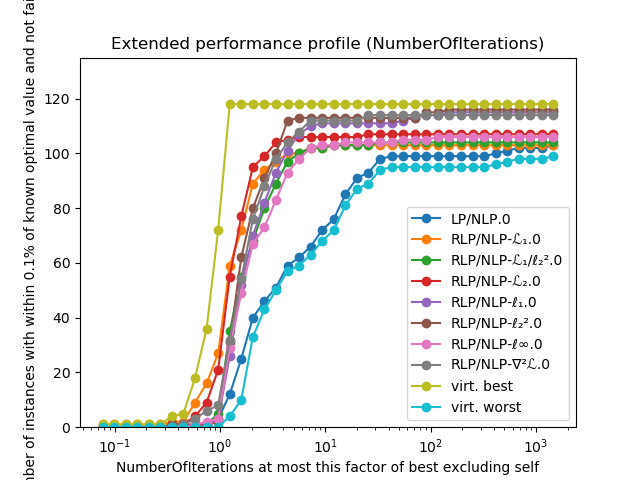 Extended performance profile (NumberOfIterations)
of instances with within 0.1% of known optimal value and not
120
100
80
60
40
20
0
LP/NLP.0
RLP/NLP-ℒ₁.0
RLP/NLP-ℒ₁/ℓ₂².0
RLP/NLP-ℒ₂.0
RLP/NLP-ℓ₁.0
RLP/NLP-ℓ₂².0
RLP/NLP-ℓ∞.0
RLP/NLP-∇²ℒ.0
virt. best
virt. worst
10⁻¹ 10⁰ 10¹ 10² 10³
NumberOfIterations at most this factor of best excluding self